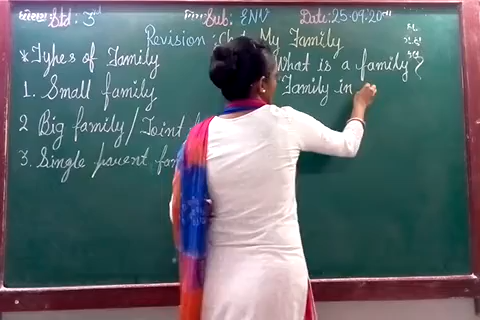 Std : 3rd Sub: ENV Date: 25-09-20
Revision : My Family
* Types of Family
1. Small family
2 Big family / Joint
3. Single parent
What is a family?
Family in